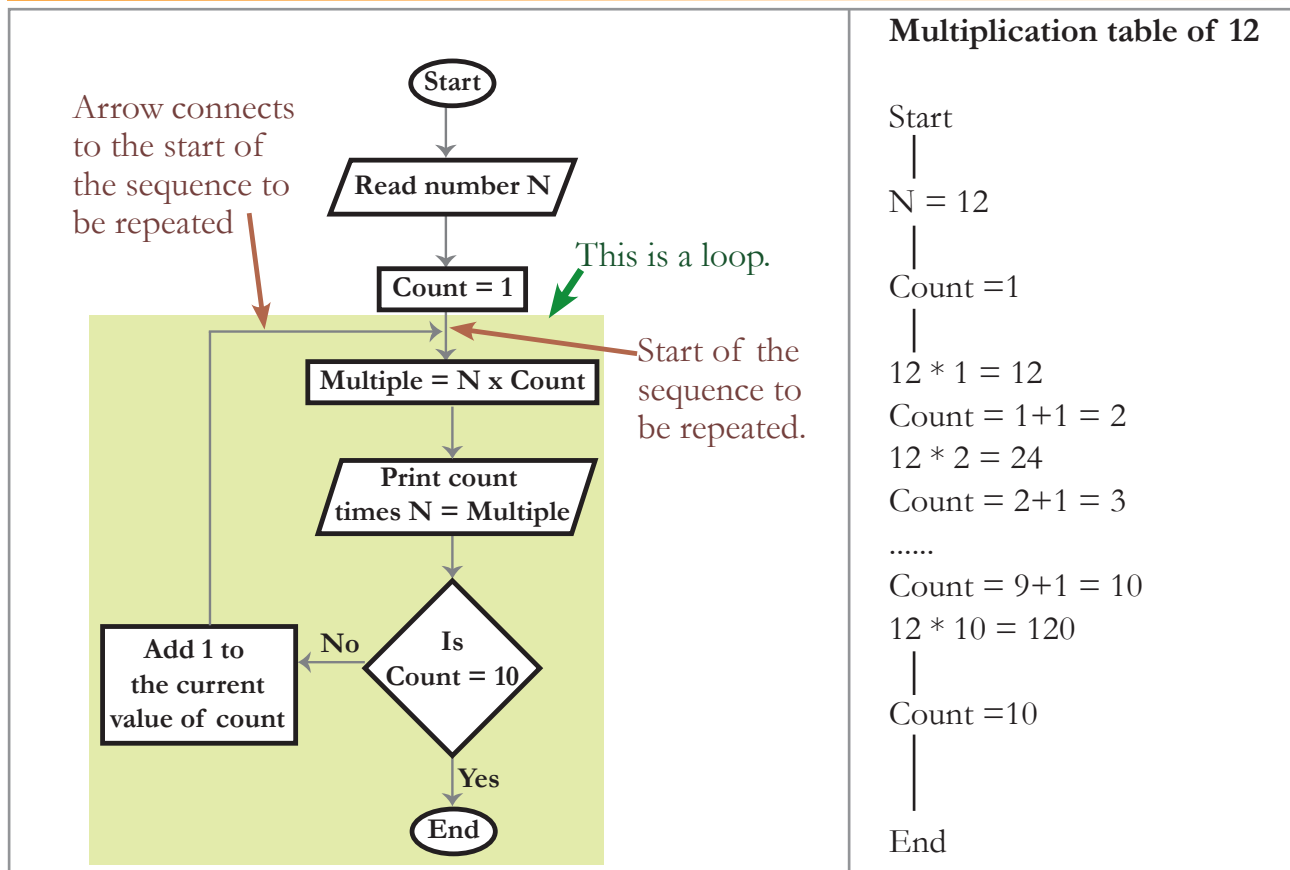 Start
Arrow connects
to the start of
the sequence to
be repeated
Read number N
This is a loop.
Count = 1
Start of the
sequence to
be repeated.
Multiple = N x Count
Print count
times N = Multiple
Is
Count = 10
No
Add 1 to
the current
value of count
Yes
End
Multiplication table of 12
Start
N = 12
Count =1
12 * 1 = 12
Count = 1+1 = 2
12 * 2 = 24
Count = 2+1 = 3
......
Count = 9+1 = 10
12 * 10 = 120
Count =10
End